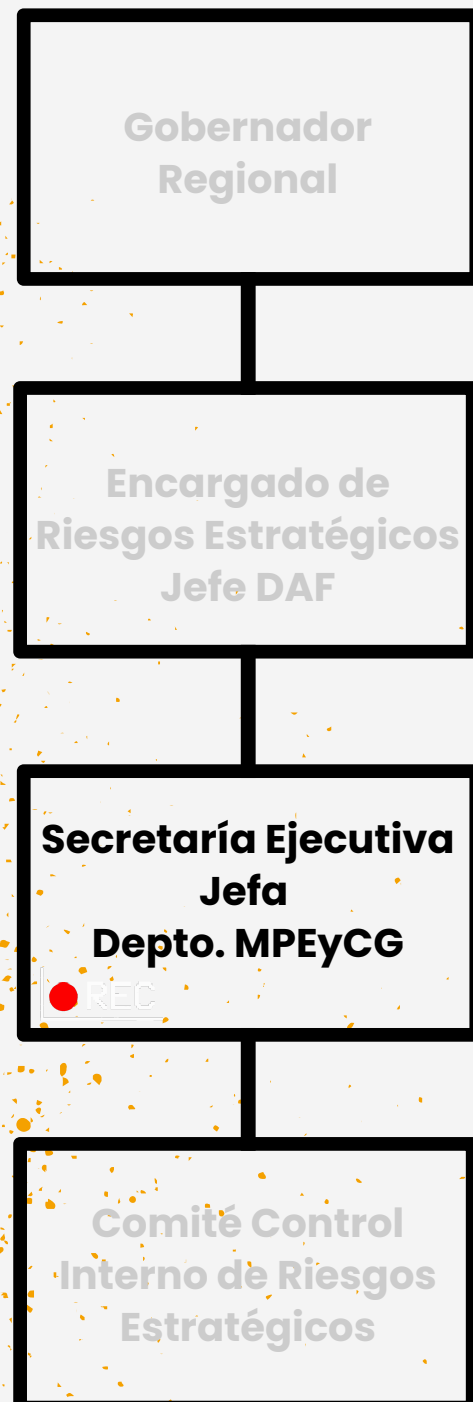 Gobernador
Regional
Encargado de
Riesgos Estratégicos
Jefe DAF
Secretaría Ejecutiva
Jefa
Depto. MPEyCG
REC
Comité Control
Interno de Riesgos
Estratégicos